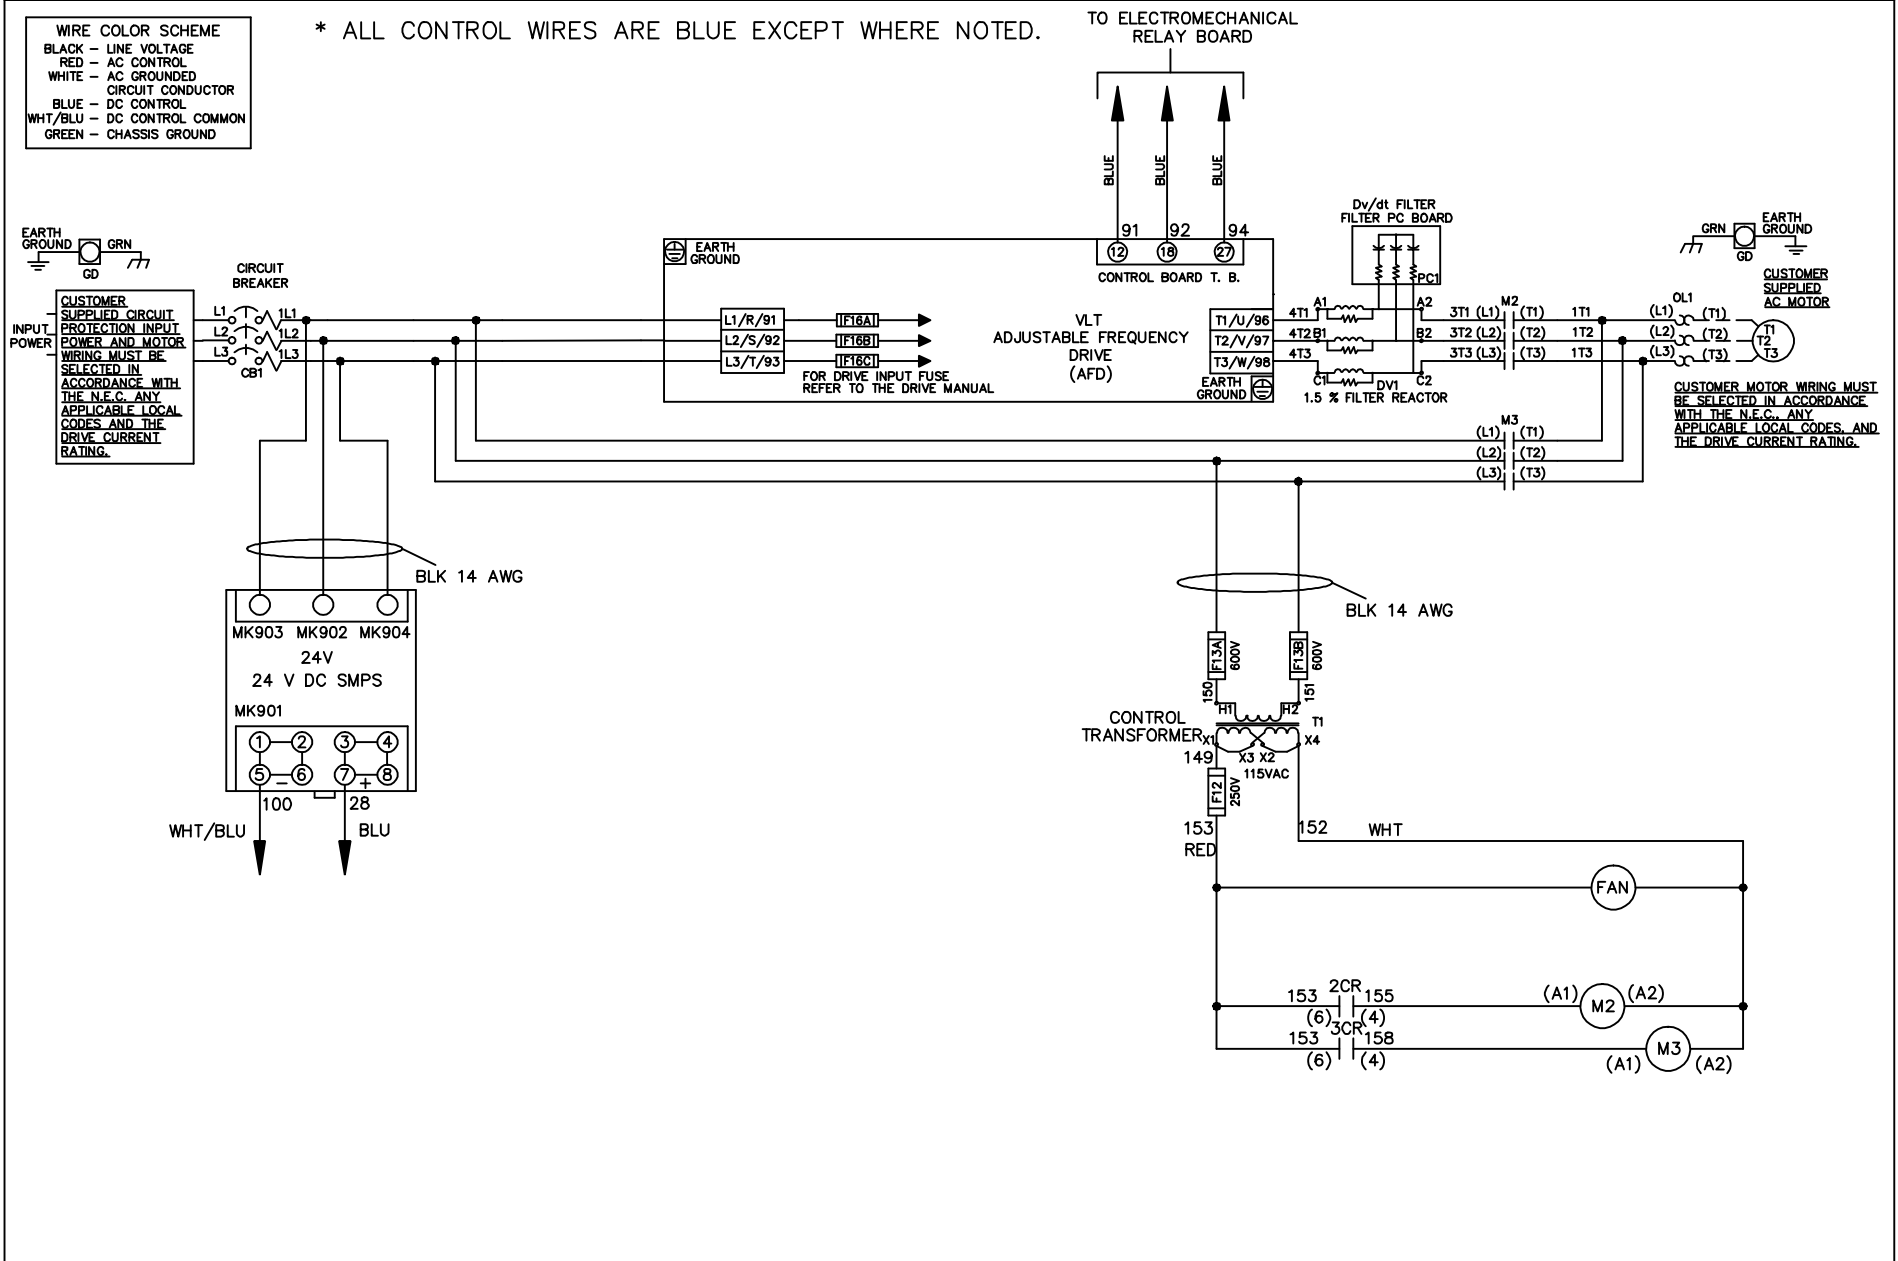 WIRE COLOR SCHEME
BLACK – LINE VOLTAGE
RED – AC CONTROL
WHITE – AC GROUNDED
CIRCUIT CONDUCTOR
BLUE – DC CONTROL
WHT/BLU – DC CONTROL COMMON
GREEN – CHASSIS GROUND
* ALL CONTROL WIRES ARE BLUE EXCEPT WHERE NOTED.
TO ELECTROMECHANICAL
RELAY BOARD
BLUE
BLUE
BLUE
91 92 94
12 18 27
CONTROL BOARD T. B.
EARTH
GROUND
GRN
GD
INPUT
POWER
CUSTOMER
SUPPLIED CIRCUIT
PROTECTION INPUT
POWER AND MOTOR
WIRING MUST BE
SELECTED IN
ACCORDANCE WITH
THE N.E.C. ANY
APPLICABLE LOCAL
CODES AND THE
DRIVE CURRENT
RATING.
CIRCUIT
BREAKER
L1 1L1
L2 1L2
L3 1L3
CB1
EARTH
GROUND
L1/R/91 IF16A
L2/S/92 IF16B
L3/T/93 IF16C
FOR DRIVE INPUT FUSE
REFER TO THE DRIVE MANUAL
VLT
ADJUSTABLE FREQUENCY
DRIVE
(AFD)
T1/U/96
T2/V/97
T3/W/98
EARTH
GROUND
Dv/dt FILTER
FILTER PC BOARD
PC1
4T1 A1 A2
4T2 B1 B2
4T3
C1 DV1 C2
1.5 % FILTER REACTOR
M2
3T1 (L1) (T1) 1T1
3T2 (L2) (T2) 1T2
3T3 (L3) (T3) 1T3
OL1
(L1) (T1)
(L2) (T2)
(L3) (T3)
T1
T2
T3
GRN
GD
EARTH
GROUND
CUSTOMER
SUPPLIED
AC MOTOR
CUSTOMER MOTOR WIRING MUST
BE SELECTED IN ACCORDANCE
WITH THE N.E.C., ANY
APPLICABLE LOCAL CODES, AND
THE DRIVE CURRENT RATING.
M3
(L1) (T1)
(L2) (T2)
(L3) (T3)
BLK 14 AWG
MK903 MK902 MK904
24V
24 V DC SMPS
MK901
1 2 3 4
5 – 6 7 + 8
100 28
WHT/BLU BLU
BLK 14 AWG
F13A 600V
F13B 600V
150 151
H1 H2
CONTROL
TRANSFORMER
T1
X1 X4
149 X3 X2
115VAC
F12 250V
153
RED
152 WHT
FAN
2CR
153 155 (A1) M2 (A2)
(6) (4)
3CR
153 158 M3
(6) (4) (A1) (A2)